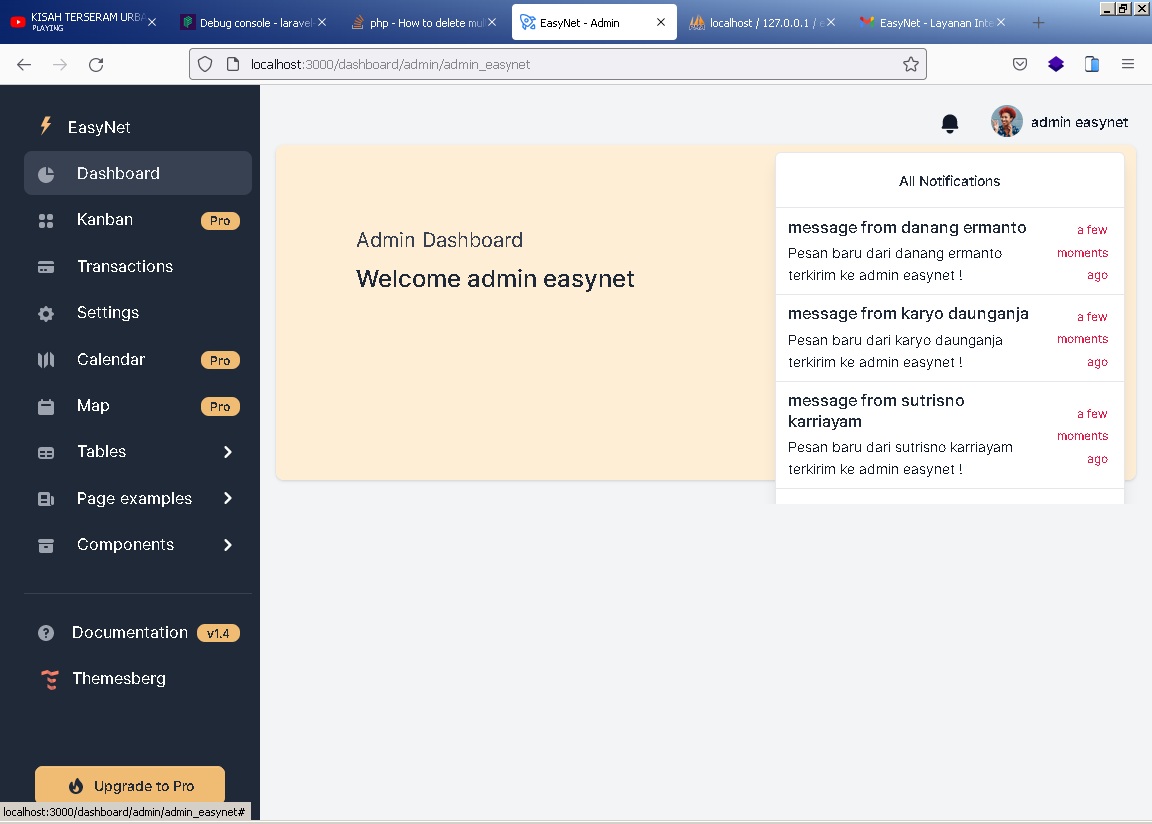 KISAH TERSERAM URBA
PLAYING
Debug console - laravel-
php - How to delete mul
EasyNet - Admin
localhost / 127.0.0.1 / e
EasyNet - Layanan Inte
localhost:3000/dashboard/admin/admin_easynet
EasyNet
Dashboard
Kanban Pro
Transactions
Settings
Calendar Pro
Map Pro
Tables
Page examples
Components
Documentation v1.4
Themesberg
Upgrade to Pro
localhost:3000/dashboard/admin/admin_easynet#
admin easynet
Admin Dashboard
Welcome admin easynet
All Notifications
message from danang ermanto
Pesan baru dari danang ermanto
terkirim ke admin easynet !
a few
moments
ago
message from karyo daunganja
Pesan baru dari karyo daunganja
terkirim ke admin easynet !
a few
moments
ago
message from sutrisno
karriayam
Pesan baru dari sutrisno karriayam
terkirim ke admin easynet !
a few
moments
ago